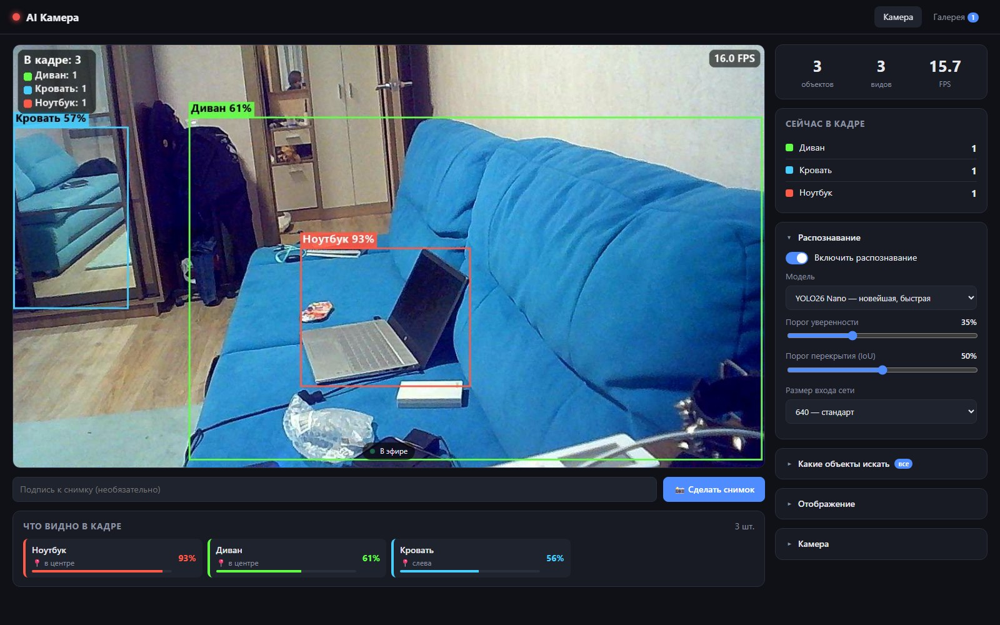 AI Камера
Камера
Галерея 1
В кадре: 3
Диван: 1
Кровать: 1
Ноутбук: 1
16.0 FPS
Кровать 57%
Диван 61%
Ноутбук 93%
В эфире
Подпись к снимку (необязательно)
Сделать снимок
ЧТО ВИДНО В КАДРЕ
3 шт.
Ноутбук
в центре
93%
Диван
в центре
61%
Кровать
слева
56%
3
объектов
3
видов
15.7
FPS
СЕЙЧАС В КАДРЕ
Диван 1
Кровать 1
Ноутбук 1
Распознавание
Включить распознавание
Модель
YOLO26 Nano — новейшая, быстрая
Порог уверенности 35%
Порог перекрытия (IoU) 50%
Размер входа сети
640 — стандарт
Какие объекты искать все
Отображение
Камера